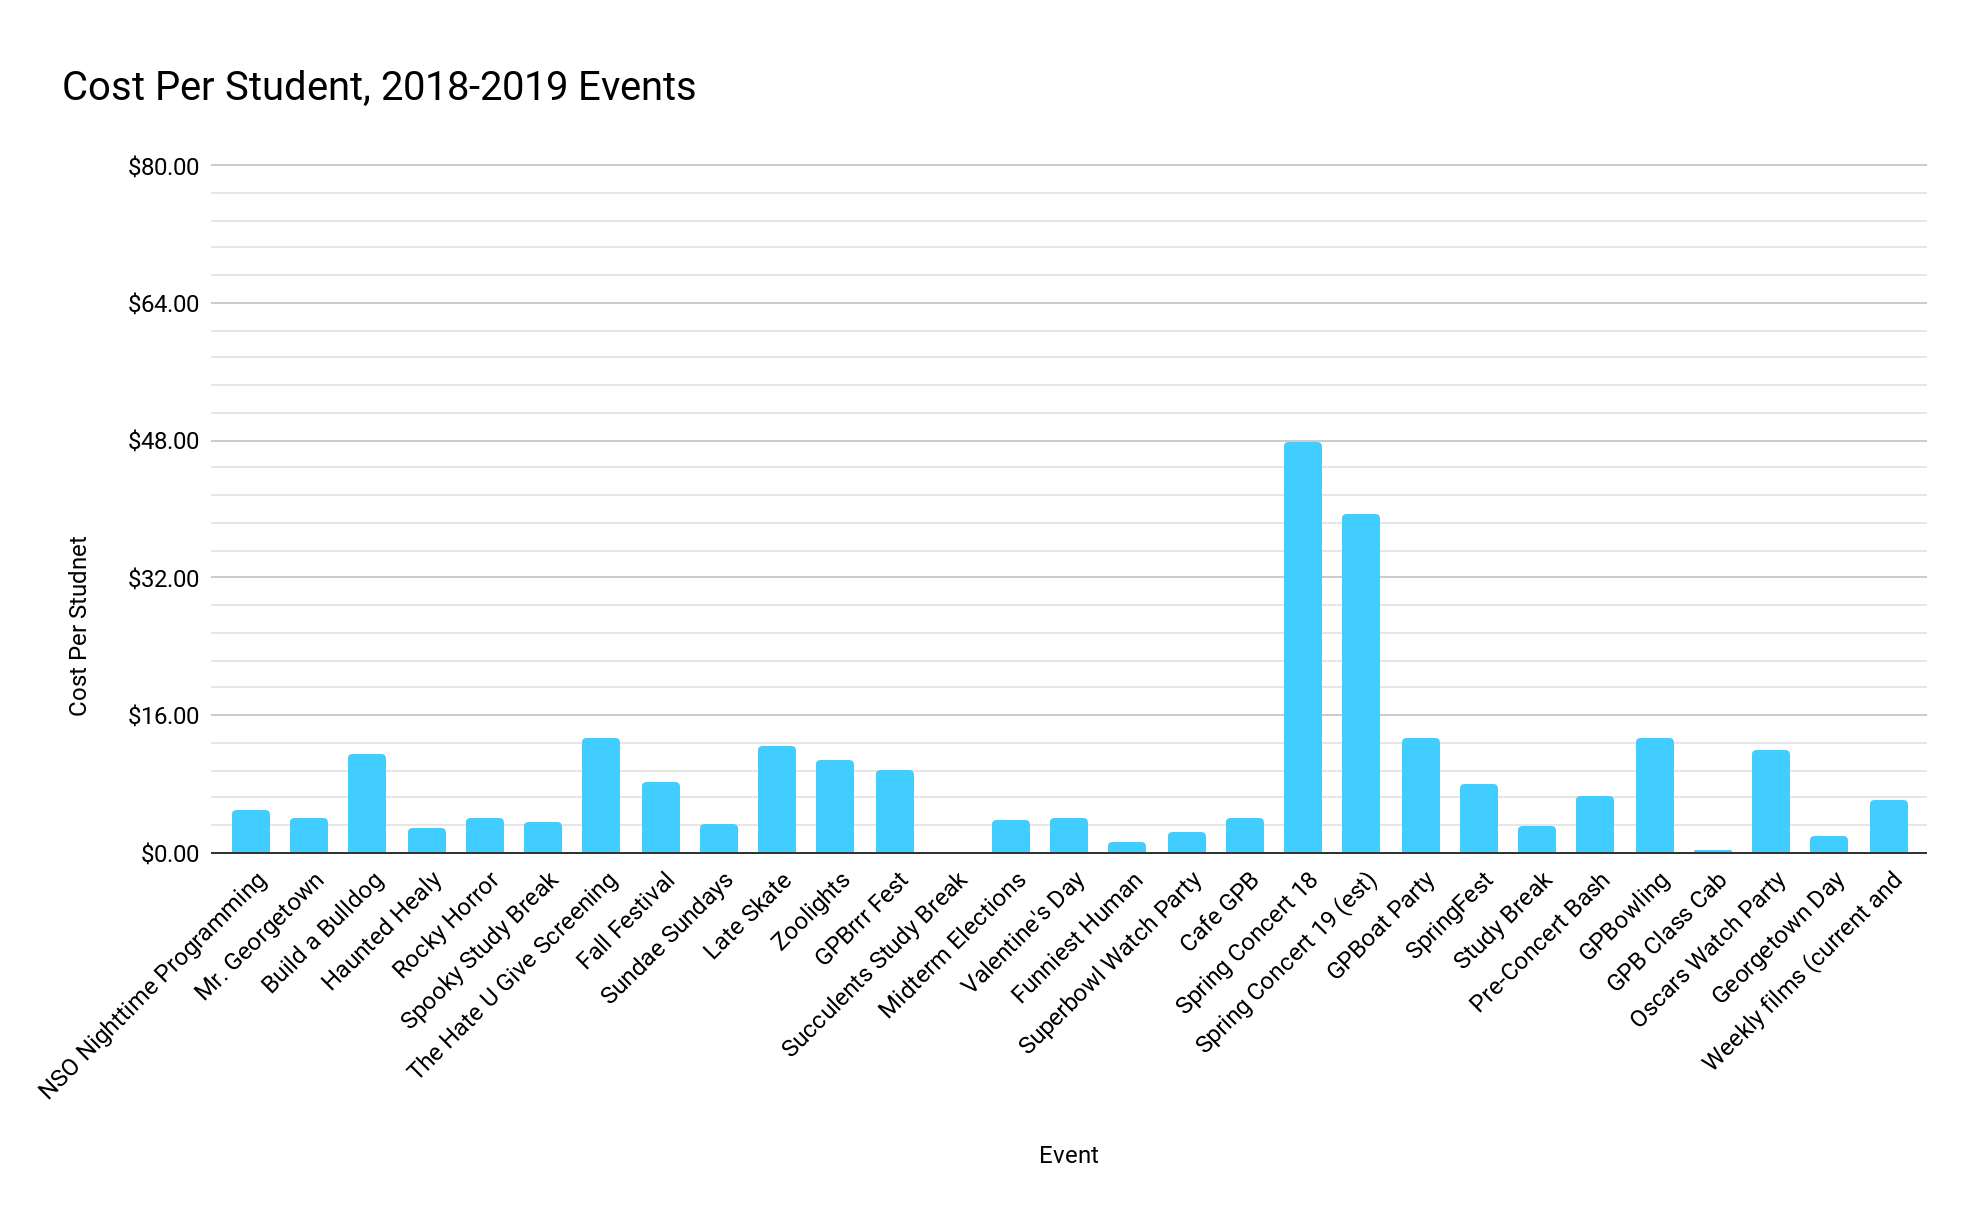 Cost Per Student, 2018-2019 Events
$80.00
$64.00
$48.00
$32.00
$16.00
$0.00
Cost Per Studnet
NSO Nighttime Programming
Mr. Georgetown
Build a Bulldog
Haunted Healy
Rocky Horror
Spooky Study Break
The Hate U Give Screening
Fall Festival
Sundae Sundays
Late Skate
Zoolights
GPBrrr Fest
Succulents Study Break
Midterm Elections
Valentine's Day
Funniest Human
Superbowl Watch Party
Cafe GPB
Spring Concert 18
Spring Concert 19 (est)
GPBoat Party
SpringFest
Study Break
Pre-Concert Bash
GPBowling
GPB Class Cab
Oscars Watch Party
Georgetown Day
Weekly films (current and
Event